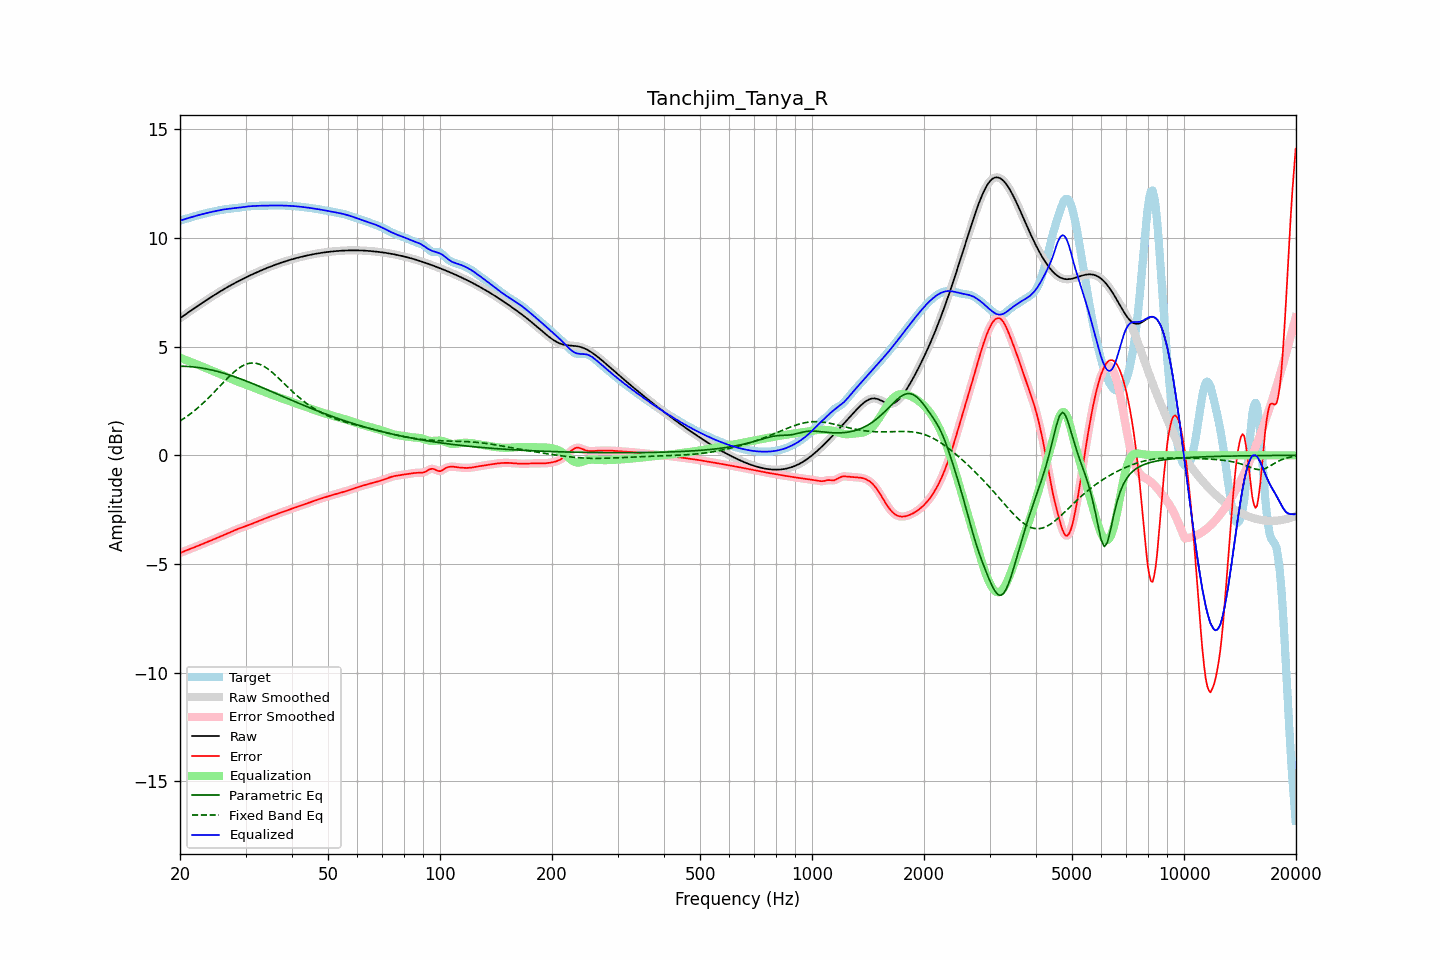 Tanchjim_Tanya_R
15
10
5
0
−5
−10
−15
Amplitude (dBr)
Target
Raw Smoothed
Error Smoothed
Raw
Error
Equalization
Parametric Eq
Fixed Band Eq
Equalized
20 50 100 200 500 1000 2000 5000 10000 20000
Frequency (Hz)